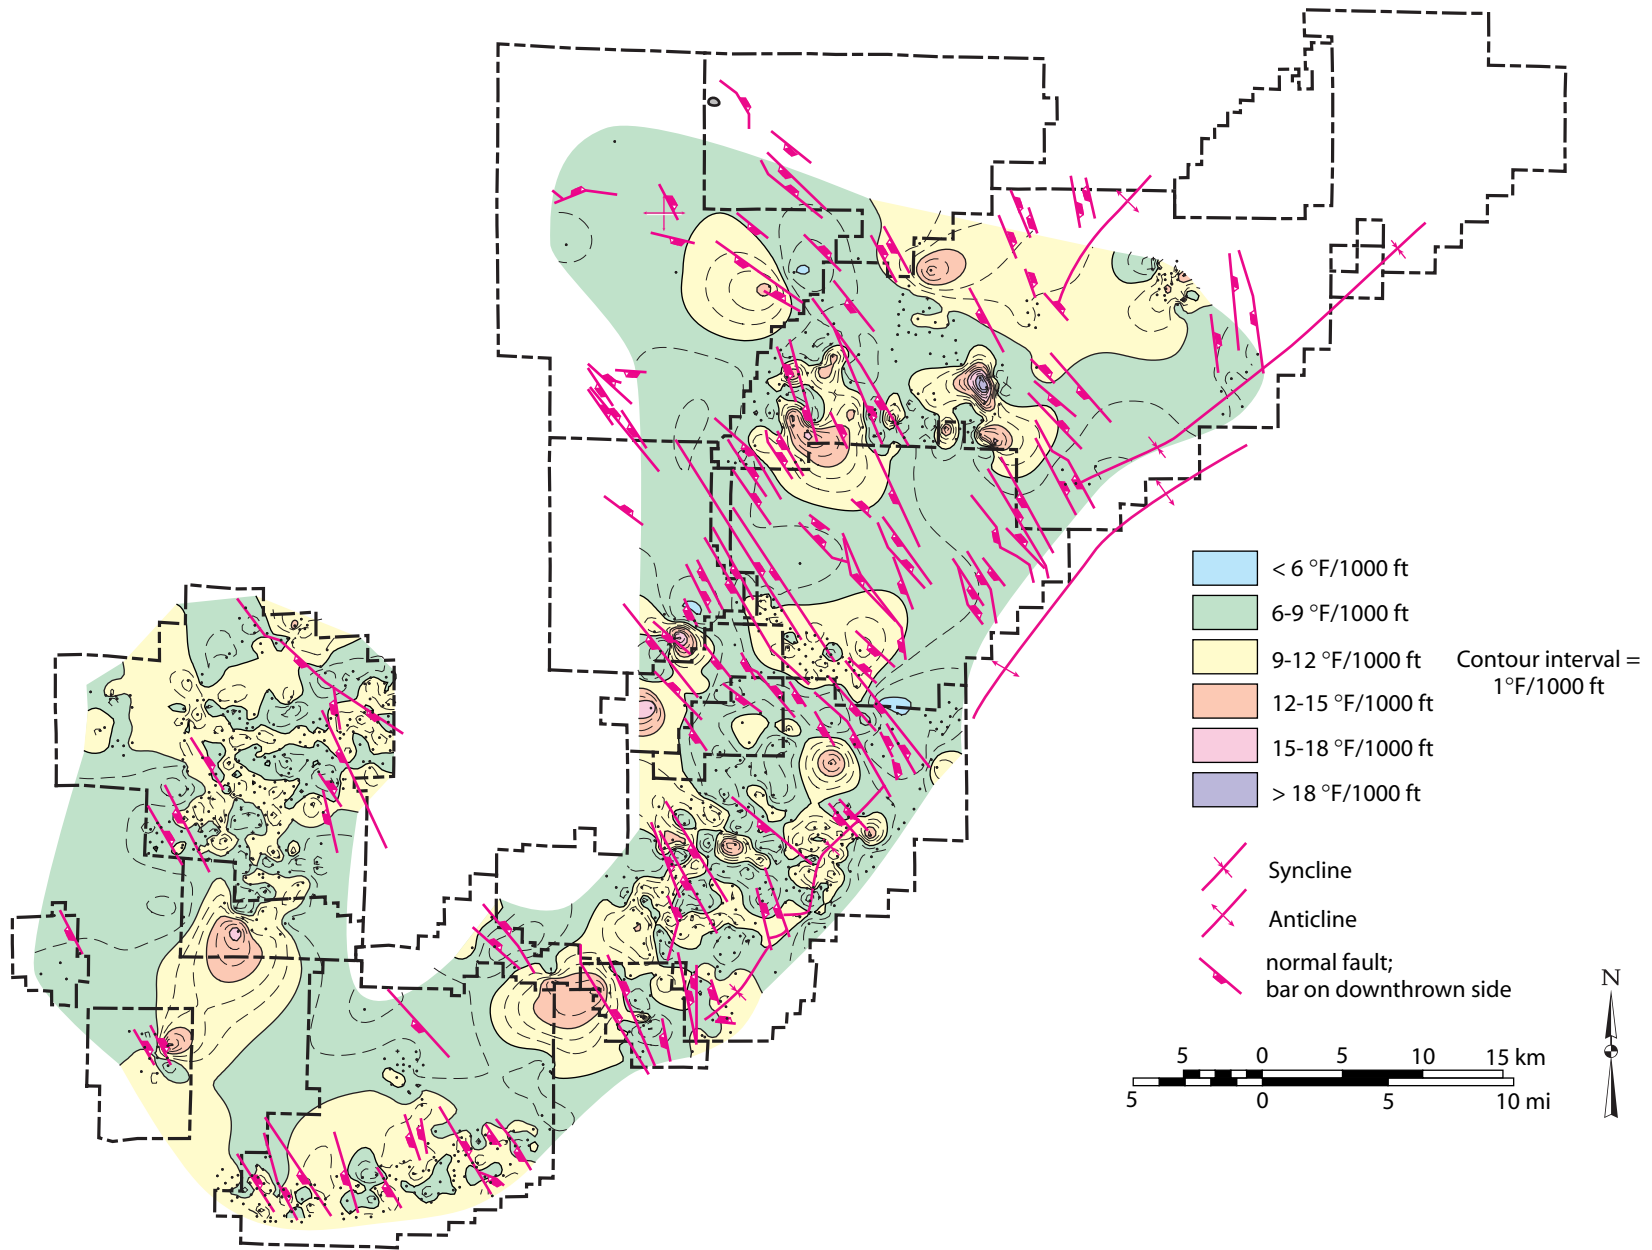 < 6 °F/1000 ft
6-9 °F/1000 ft
9-12 °F/1000 ft
12-15 °F/1000 ft
15-18 °F/1000 ft
> 18 °F/1000 ft
Contour interval =
1°F/1000 ft
Syncline
Anticline
normal fault;
bar on downthrown side
N
5 0 5 10 15 km
5 0 5 10 mi